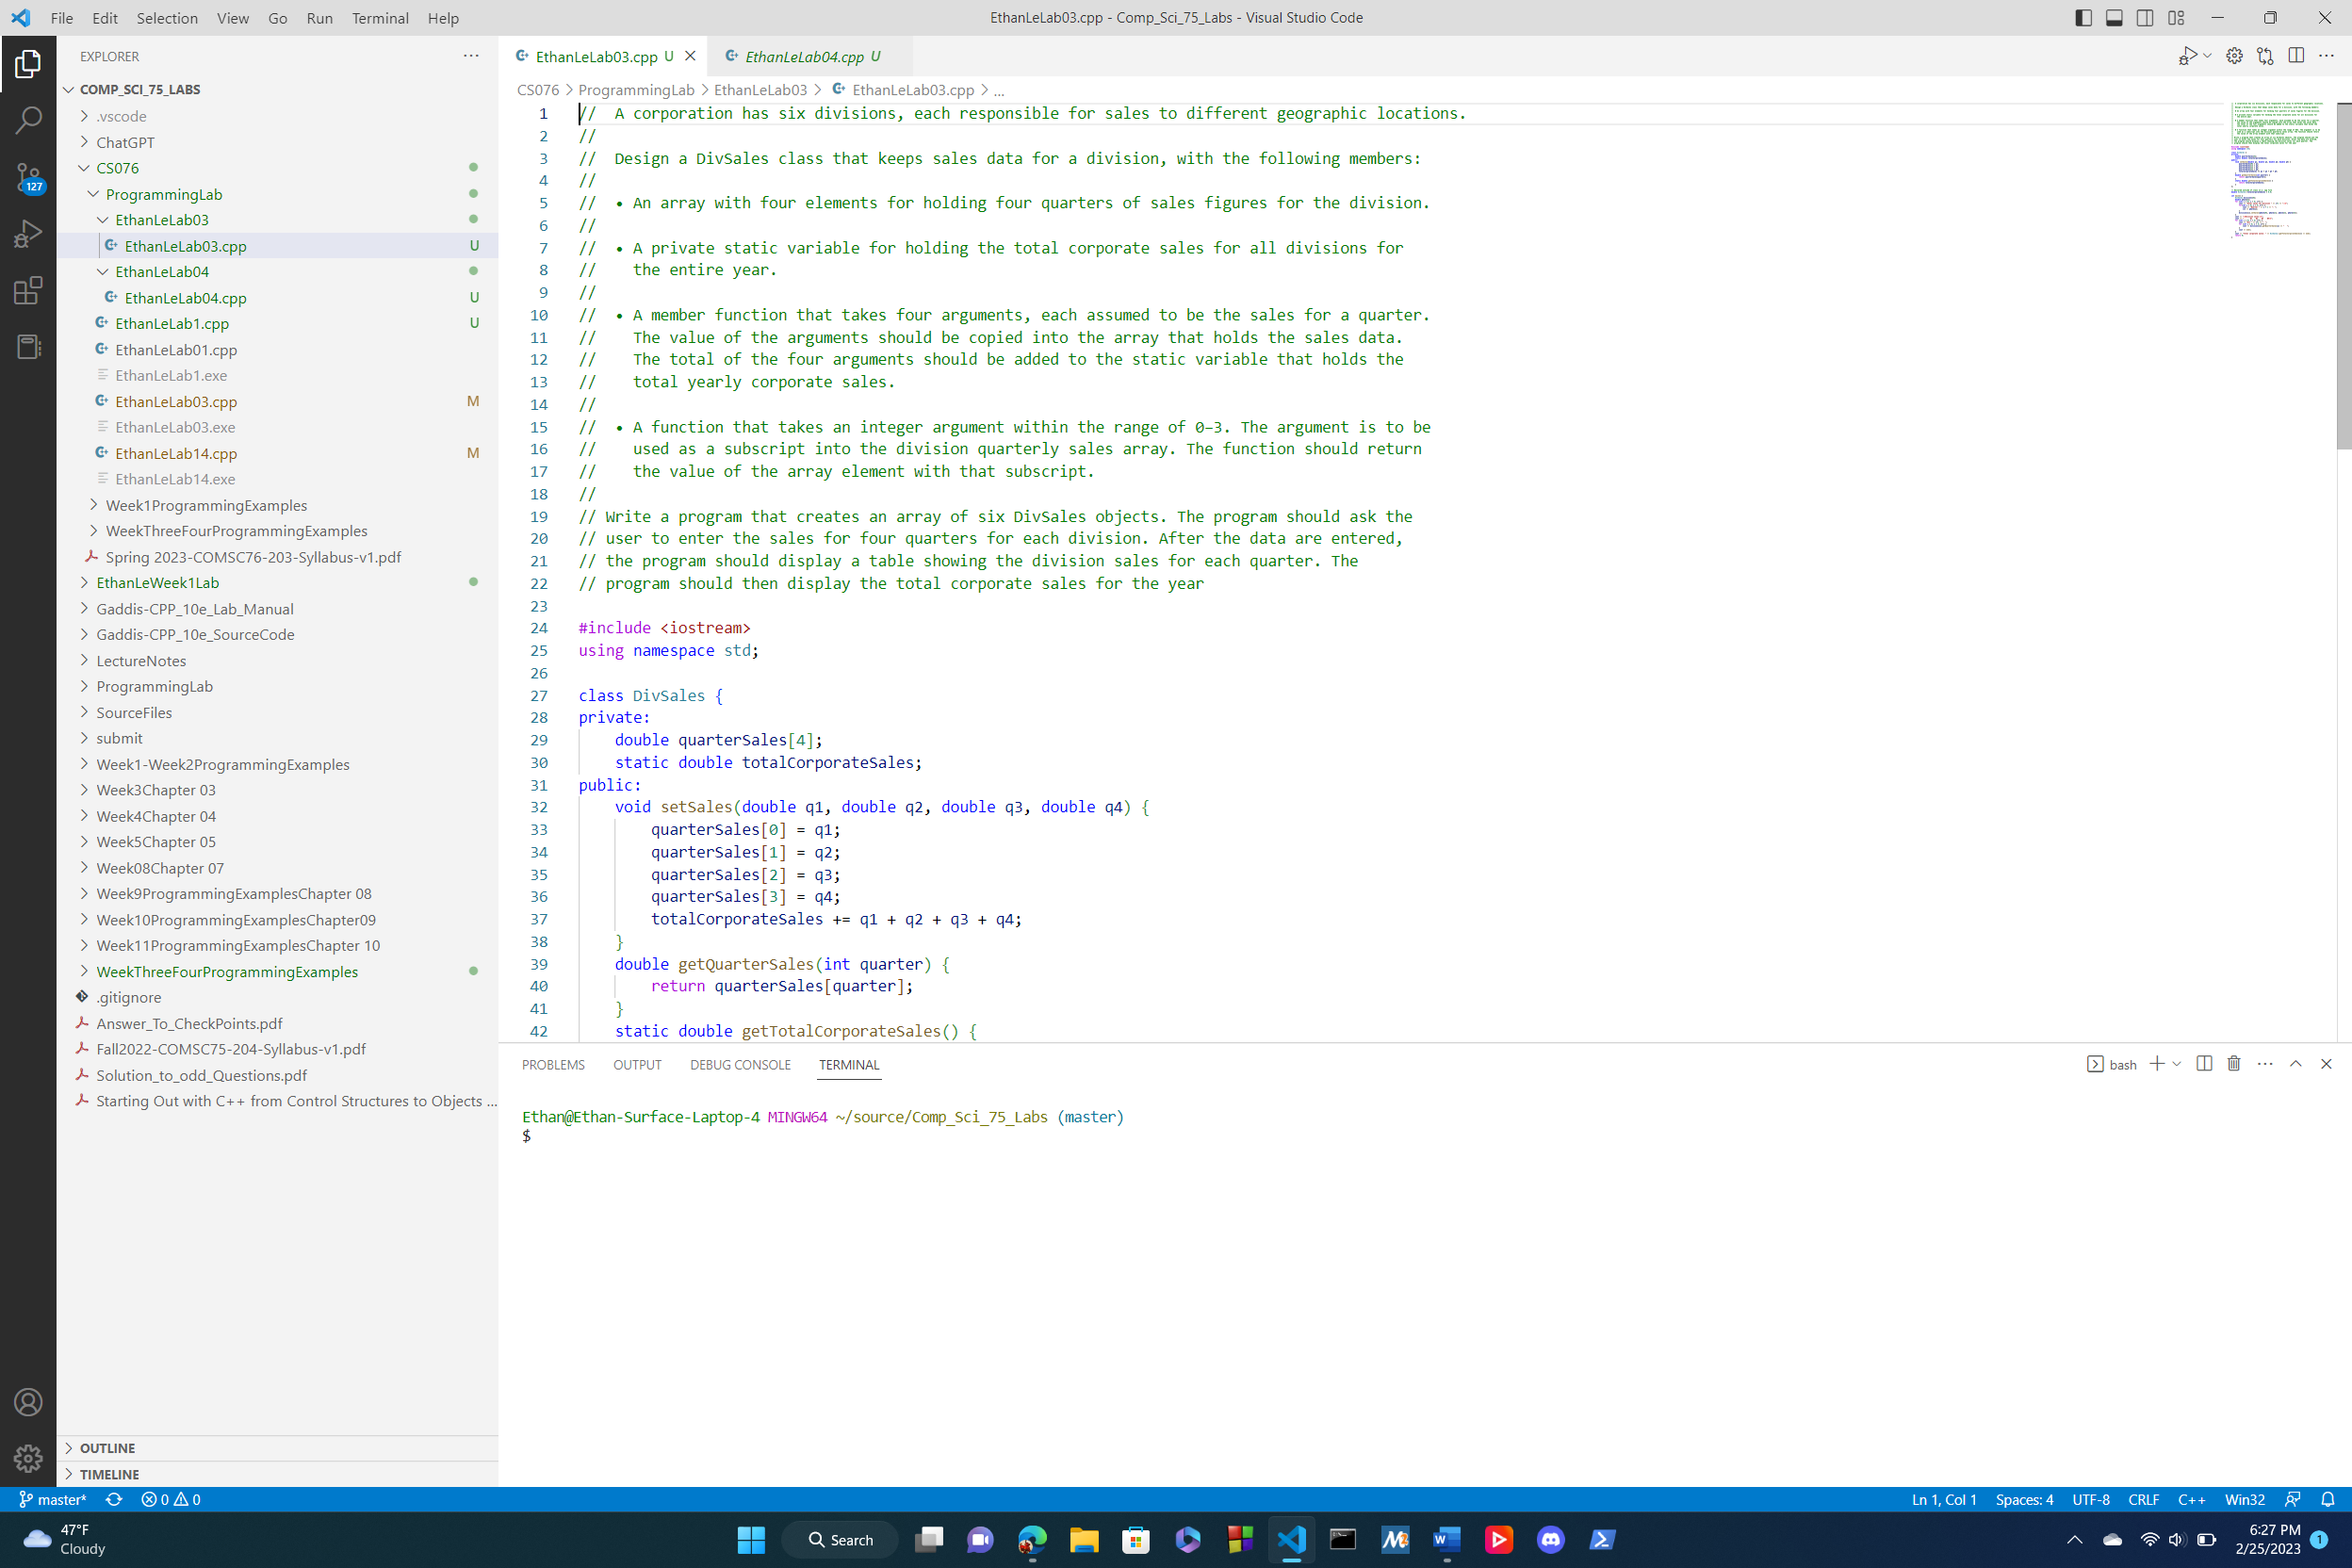 File Edit Selection View Go Run Terminal Help
EthanLeLab03.cpp - Comp_Sci_75_Labs - Visual Studio Code
EXPLORER
COMP_SCI_75_LABS
.vscode
ChatGPT
CS076
ProgrammingLab
EthanLeLab03
EthanLeLab03.cpp U
EthanLeLab04
EthanLeLab04.cpp U
EthanLeLab1.cpp U
EthanLeLab01.cpp
EthanLeLab1.exe
EthanLeLab03.cpp M
EthanLeLab03.exe
EthanLeLab14.cpp M
EthanLeLab14.exe
Week1ProgrammingExamples
WeekThreeFourProgrammingExamples
Spring 2023-COMSC76-203-Syllabus-v1.pdf
EthanLeWeek1Lab
Gaddis-CPP_10e_Lab_Manual
Gaddis-CPP_10e_SourceCode
LectureNotes
ProgrammingLab
SourceFiles
submit
Week1-Week2ProgrammingExamples
Week3Chapter 03
Week4Chapter 04
Week5Chapter 05
Week08Chapter 07
Week9ProgrammingExamplesChapter 08
Week10ProgrammingExamplesChapter09
Week11ProgrammingExamplesChapter 10
WeekThreeFourProgrammingExamples
.gitignore
Answer_To_CheckPoints.pdf
Fall2022-COMSC75-204-Syllabus-v1.pdf
Solution_to_odd_Questions.pdf
Starting Out with C++ from Control Structures to Objects ...
OUTLINE
TIMELINE
127
EthanLeLab03.cpp U
EthanLeLab04.cpp U
CS076 > ProgrammingLab > EthanLeLab03 > EthanLeLab03.cpp > ...
1 //  A corporation has six divisions, each responsible for sales to different geographic locations.
2 //
3 //  Design a DivSales class that keeps sales data for a division, with the following members:
4 //
5 //  • An array with four elements for holding four quarters of sales figures for the division.
6 //
7 //  • A private static variable for holding the total corporate sales for all divisions for
8 //    the entire year.
9 //
10 //  • A member function that takes four arguments, each assumed to be the sales for a quarter.
11 //    The value of the arguments should be copied into the array that holds the sales data.
12 //    The total of the four arguments should be added to the static variable that holds the
13 //    total yearly corporate sales.
14 //
15 //  • A function that takes an integer argument within the range of 0–3. The argument is to be
16 //    used as a subscript into the division quarterly sales array. The function should return
17 //    the value of the array element with that subscript.
18 //
19 // Write a program that creates an array of six DivSales objects. The program should ask the
20 // user to enter the sales for four quarters for each division. After the data are entered,
21 // the program should display a table showing the division sales for each quarter. The
22 // program should then display the total corporate sales for the year
23
24 #include <iostream>
25 using namespace std;
26
27 class DivSales {
28 private:
29     double quarterSales[4];
30     static double totalCorporateSales;
31 public:
32     void setSales(double q1, double q2, double q3, double q4) {
33         quarterSales[0] = q1;
34         quarterSales[1] = q2;
35         quarterSales[2] = q3;
36         quarterSales[3] = q4;
37         totalCorporateSales += q1 + q2 + q3 + q4;
38     }
39     double getQuarterSales(int quarter) {
40         return quarterSales[quarter];
41     }
42     static double getTotalCorporateSales() {
PROBLEMS OUTPUT DEBUG CONSOLE TERMINAL
bash
Ethan@Ethan-Surface-Laptop-4 MINGW64 ~/source/Comp_Sci_75_Labs (master)
$
master* 0 0
Ln 1, Col 1 Spaces: 4 UTF-8 CRLF C++ Win32
47°F
Cloudy
Search
6:27 PM
2/25/2023
1